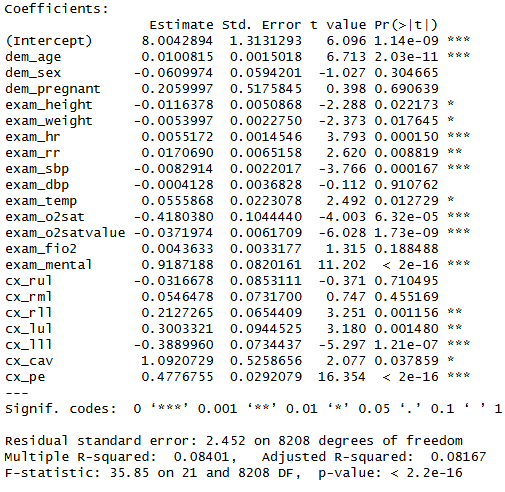 Coefficients:
Estimate Std. Error t value Pr(>|t|)
(Intercept) 8.0042894 1.3131293 6.096 1.14e-09 ***
dem_age 0.0100815 0.0015018 6.713 2.03e-11 ***
dem_sex -0.0609974 0.0594201 -1.027 0.304665
dem_pregnant 0.2059997 0.5175845 0.398 0.690639
exam_height -0.0116378 0.0050868 -2.288 0.022173 *
exam_weight -0.0053997 0.0022750 -2.373 0.017645 *
exam_hr 0.0055172 0.0014546 3.793 0.000150 ***
exam_rr 0.0170690 0.0065158 2.620 0.008819 **
exam_sbp -0.0082914 0.0022017 -3.766 0.000167 ***
exam_dbp -0.0004128 0.0036828 -0.112 0.910762
exam_temp 0.0555868 0.0223078 2.492 0.012729 *
exam_o2sat -0.4180380 0.1044440 -4.003 6.32e-05 ***
exam_o2satvalue -0.0371974 0.0061709 -6.028 1.73e-09 ***
exam_fio2 0.0043633 0.0033177 1.315 0.188488
exam_mental 0.9187188 0.0820161 11.202 < 2e-16 ***
cx_rul -0.0316678 0.0853111 -0.371 0.710495
cx_rml 0.0546478 0.0731700 0.747 0.455169
cx_rll 0.2127265 0.0654409 3.251 0.001156 **
cx_lul 0.3003321 0.0944525 3.180 0.001480 **
cx_lll -0.3889960 0.0734437 -5.297 1.21e-07 ***
cx_cav 1.0920729 0.5258656 2.077 0.037859 *
cx_pe 0.4776755 0.0292079 16.354 < 2e-16 ***
---
Signif. codes: 0 ‘***’ 0.001 ‘**’ 0.01 ‘*’ 0.05 ‘.’ 0.1 ‘ ’ 1
Residual standard error: 2.452 on 8208 degrees of freedom
Multiple R-squared: 0.08401, Adjusted R-squared: 0.08167
F-statistic: 35.85 on 21 and 8208 DF, p-value: < 2.2e-16